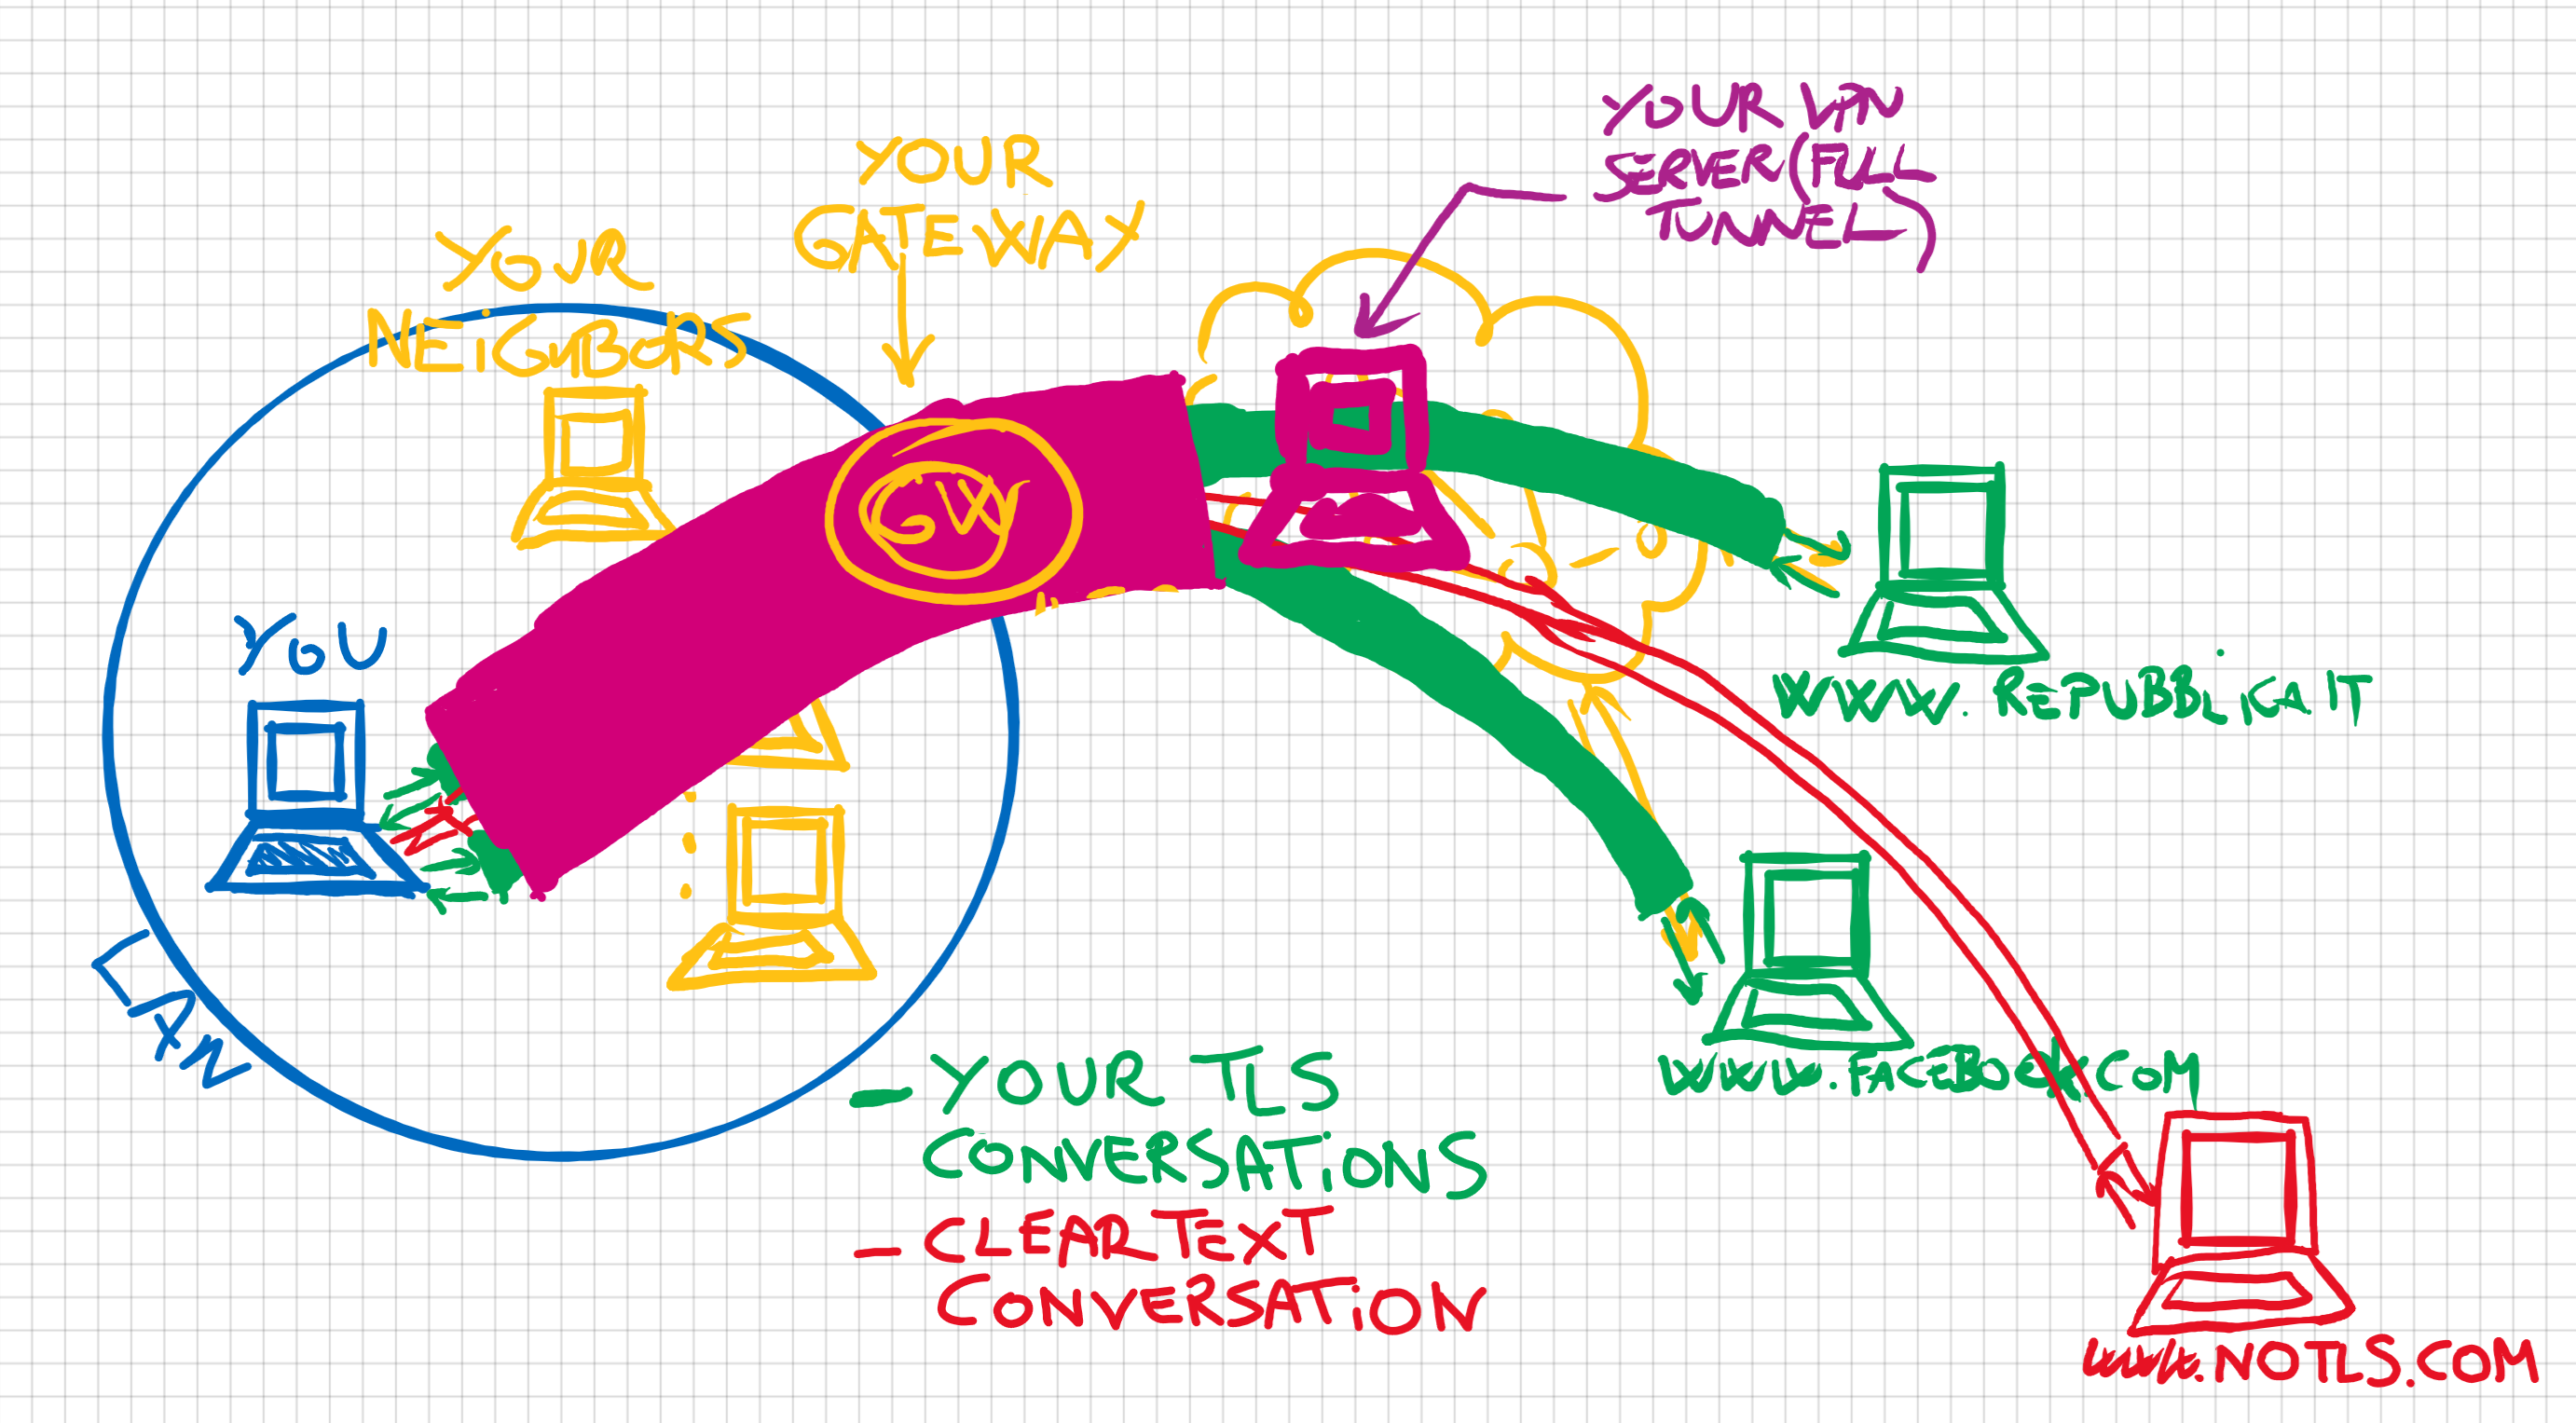 YOUR VPN
SERVER (FULL
TUNNEL)
YOUR
GATEWAY
YOUR
NEIGHBORS
GW
YOU
WWW.REPUBBLICA.IT
LAN
WWW.FACEBOOK.COM
- YOUR TLS
CONVERSATIONS
- CLEARTEXT
CONVERSATION
WWW.NOTLS.COM